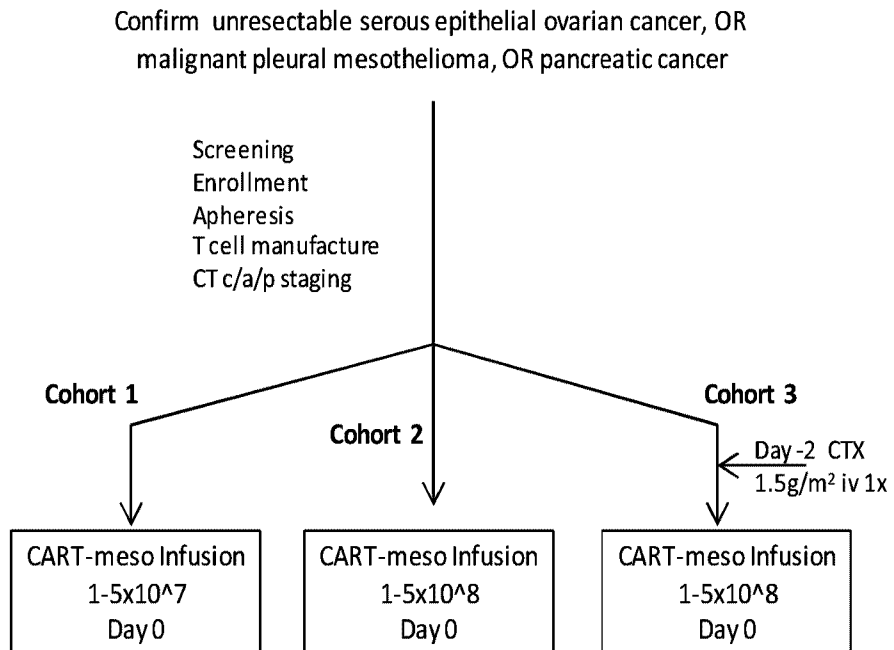 Confirm unresectable serous epithelial ovarian cancer, OR
malignant pleural mesothelioma, OR pancreatic cancer
Screening
Enrollment
Apheresis
T cell manufacture
CT c/a/p staging
Cohort 1
Cohort 2
Cohort 3
Day -2 CTX
1.5g/m² iv 1x
CART-meso Infusion
1-5x10^7
Day 0
CART-meso Infusion
1-5x10^8
Day 0
CART-meso Infusion
1-5x10^8
Day 0